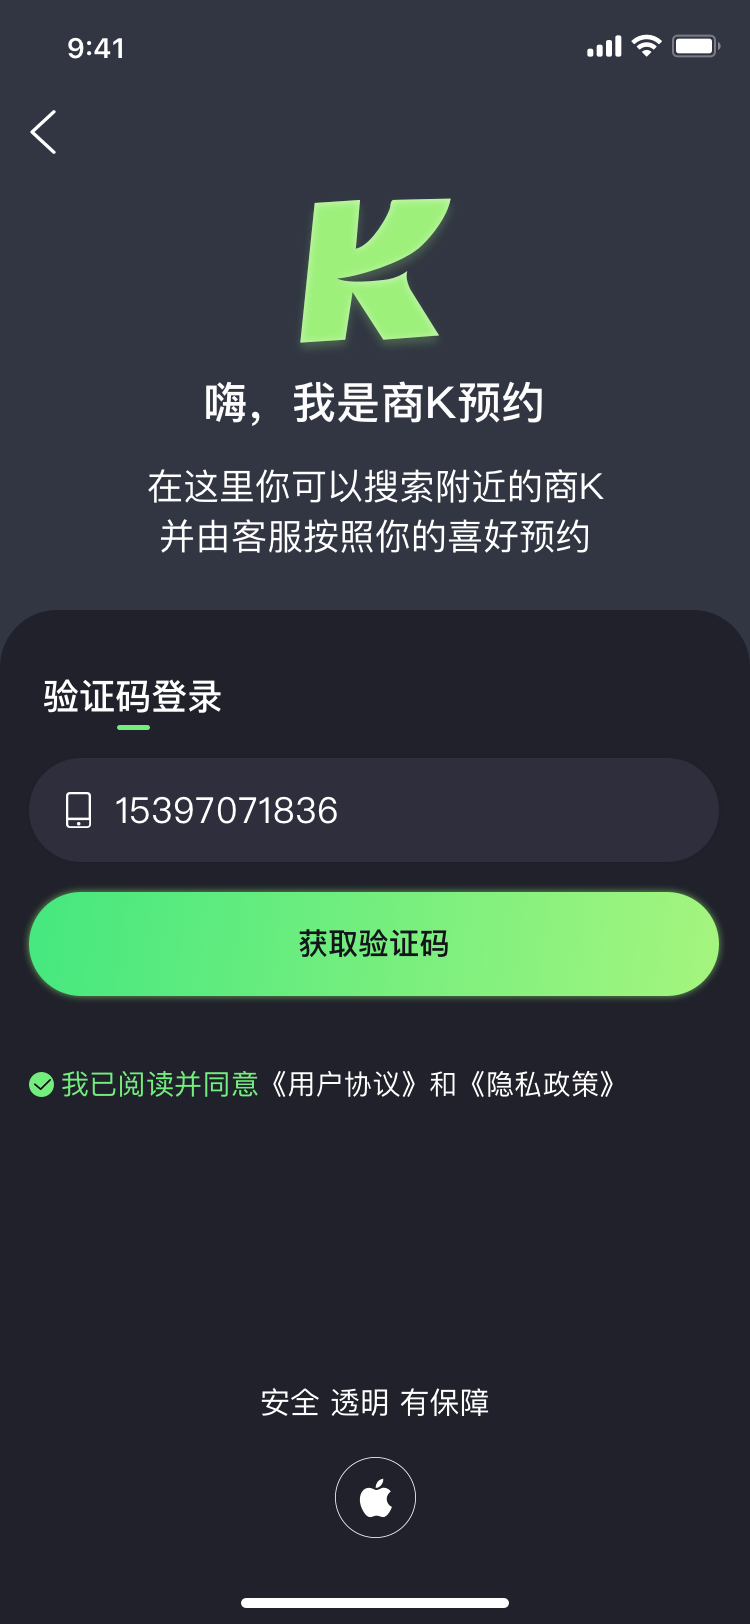 9:41
K
嗨，我是商K预约
在这里你可以搜索附近的商K
并由客服按照你的喜好预约
验证码登录
15397071836
获取验证码
我已阅读并同意《用户协议》和《隐私政策》
安全 透明 有保障